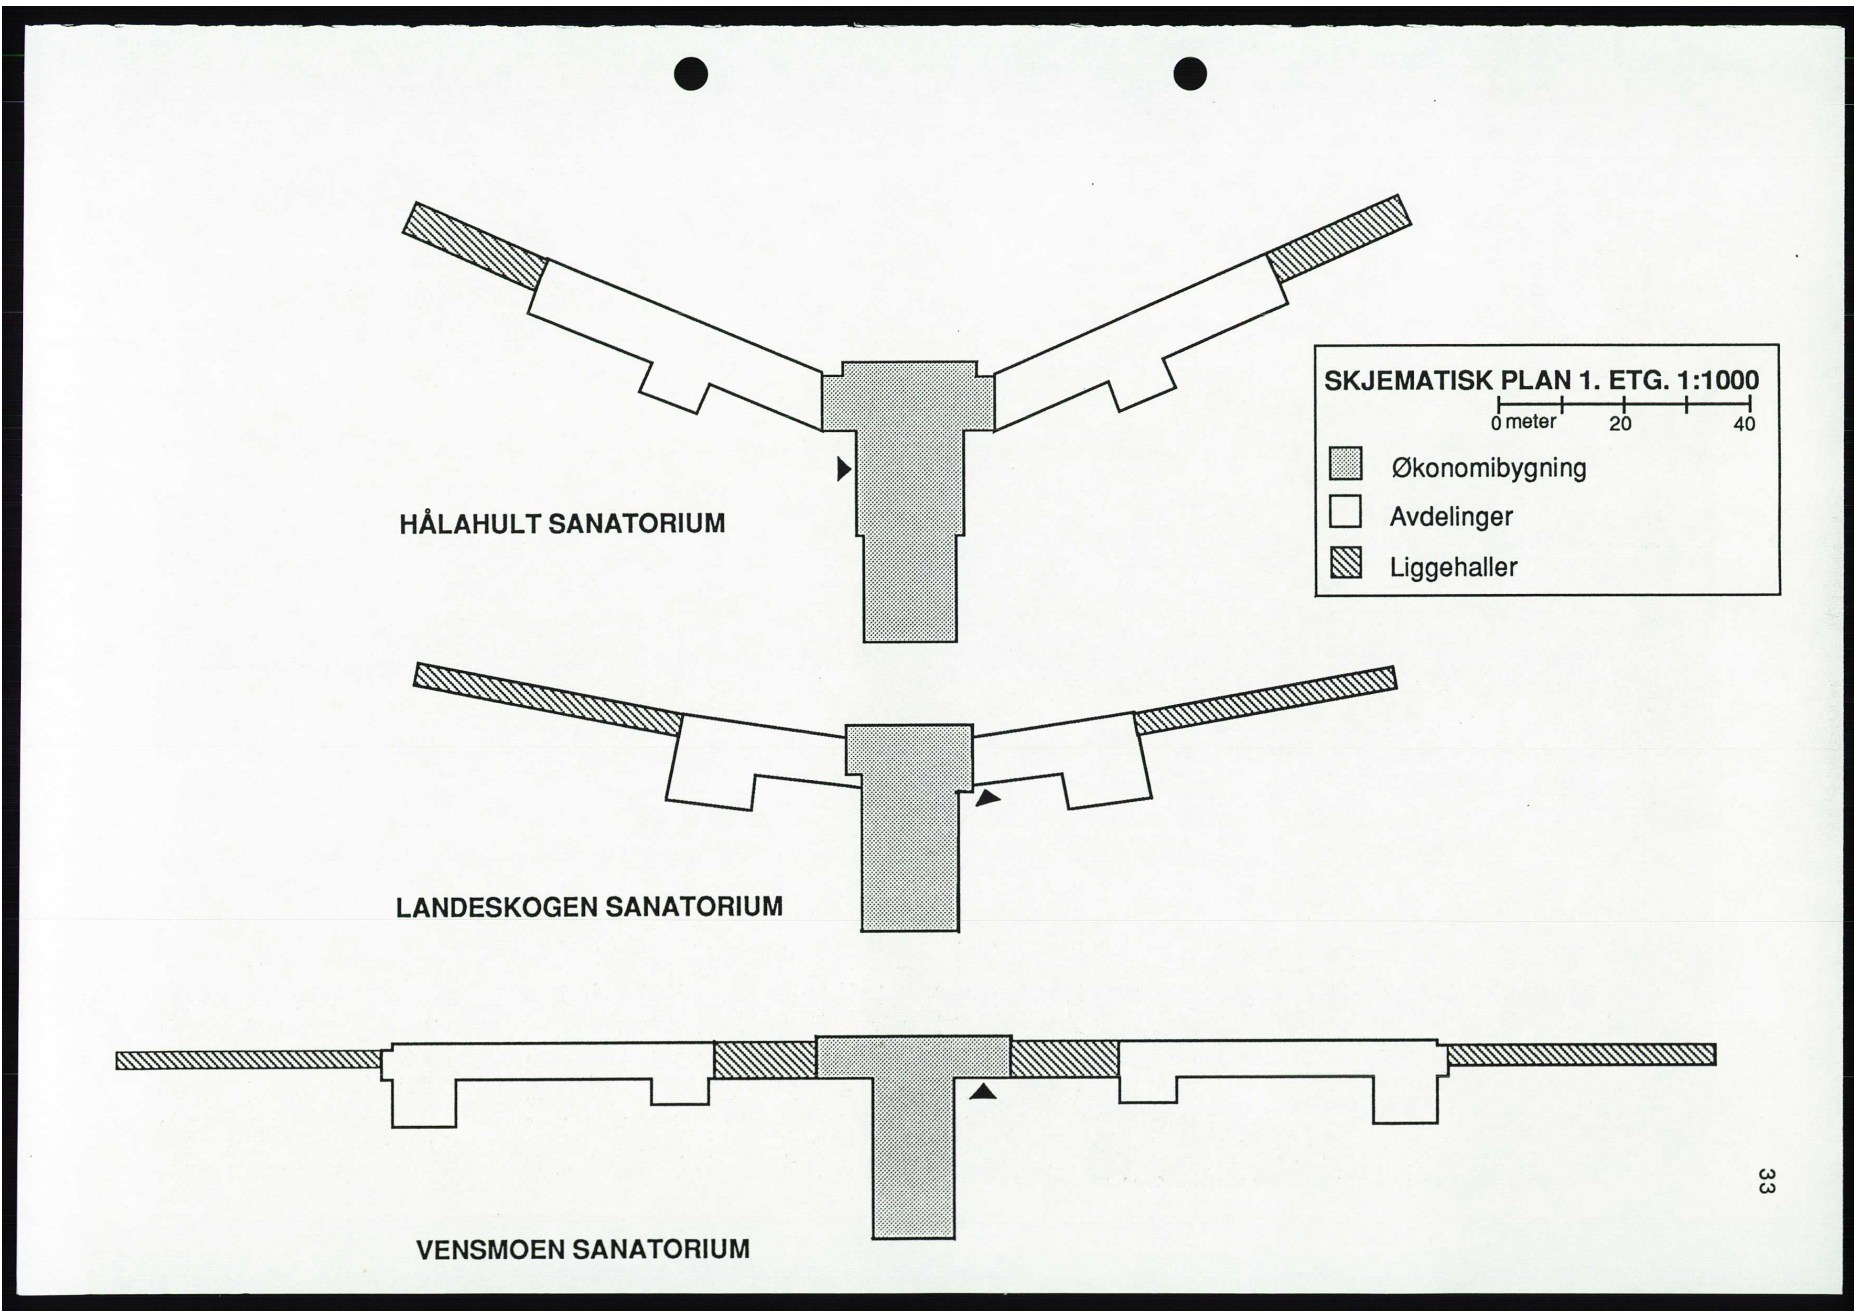 SKJEMATISK PLAN 1. ETG. 1:1000
0 meter 20 40
Økonomibygning
Avdelinger
Liggehaller
HÅLAHULT SANATORIUM
LANDESKOGEN SANATORIUM
VENSMOEN SANATORIUM
33